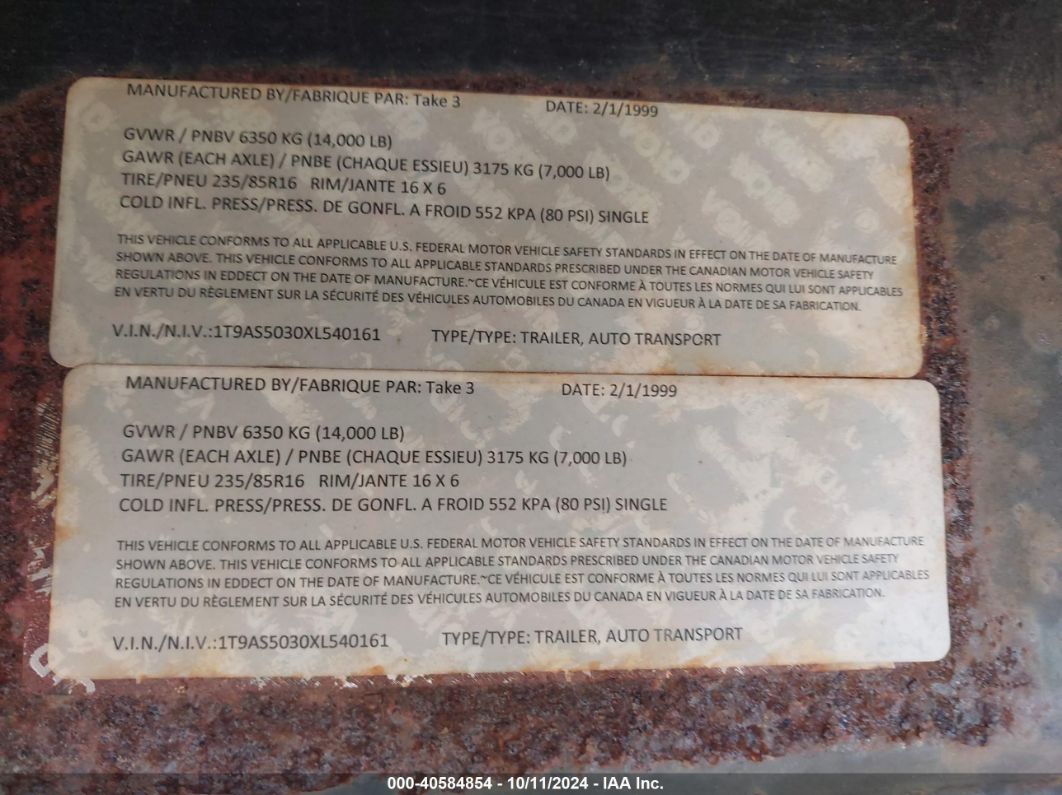 MANUFACTURED BY/FABRIQUE PAR: Take 3 DATE: 2/1/1999
GVWR / PNBV 6350 KG (14,000 LB)
GAWR (EACH AXLE) / PNBE (CHAQUE ESSIEU) 3175 KG (7,000 LB)
TIRE/PNEU 235/85R16 RIM/JANTE 16 X 6
COLD INFL. PRESS/PRESS. DE GONFL. A FROID 552 KPA (80 PSI) SINGLE
THIS VEHICLE CONFORMS TO ALL APPLICABLE U.S. FEDERAL MOTOR VEHICLE SAFETY STANDARDS IN EFFECT ON THE DATE OF MANUFACTURE
SHOWN ABOVE. THIS VEHICLE CONFORMS TO ALL APPLICABLE STANDARDS PRESCRIBED UNDER THE CANADIAN MOTOR VEHICLE SAFETY
REGULATIONS IN EDDECT ON THE DATE OF MANUFACTURE.~CE VÉHICULE EST CONFORME À TOUTES LES NORMES QUI LUI SONT APPLICABLES
EN VERTU DU RÈGLEMENT SUR LA SÉCURITÉ DES VÉHICULES AUTOMOBILES DU CANADA EN VIGUEUR À LA DATE DE SA FABRICATION.
V.I.N./N.I.V.:1T9AS5030XL540161 TYPE/TYPE: TRAILER, AUTO TRANSPORT
MANUFACTURED BY/FABRIQUE PAR: Take 3 DATE: 2/1/1999
GVWR / PNBV 6350 KG (14,000 LB)
GAWR (EACH AXLE) / PNBE (CHAQUE ESSIEU) 3175 KG (7,000 LB)
TIRE/PNEU 235/85R16 RIM/JANTE 16 X 6
COLD INFL. PRESS/PRESS. DE GONFL. A FROID 552 KPA (80 PSI) SINGLE
THIS VEHICLE CONFORMS TO ALL APPLICABLE U.S. FEDERAL MOTOR VEHICLE SAFETY STANDARDS IN EFFECT ON THE DATE OF MANUFACTURE
SHOWN ABOVE. THIS VEHICLE CONFORMS TO ALL APPLICABLE STANDARDS PRESCRIBED UNDER THE CANADIAN MOTOR VEHICLE SAFETY
REGULATIONS IN EDDECT ON THE DATE OF MANUFACTURE.~CE VÉHICULE EST CONFORME À TOUTES LES NORMES QUI LUI SONT APPLICABLES
EN VERTU DU RÈGLEMENT SUR LA SÉCURITÉ DES VÉHICULES AUTOMOBILES DU CANADA EN VIGUEUR À LA DATE DE SA FABRICATION.
V.I.N./N.I.V.:1T9AS5030XL540161 TYPE/TYPE: TRAILER, AUTO TRANSPORT
000-40584854 - 10/11/2024 - IAA Inc.